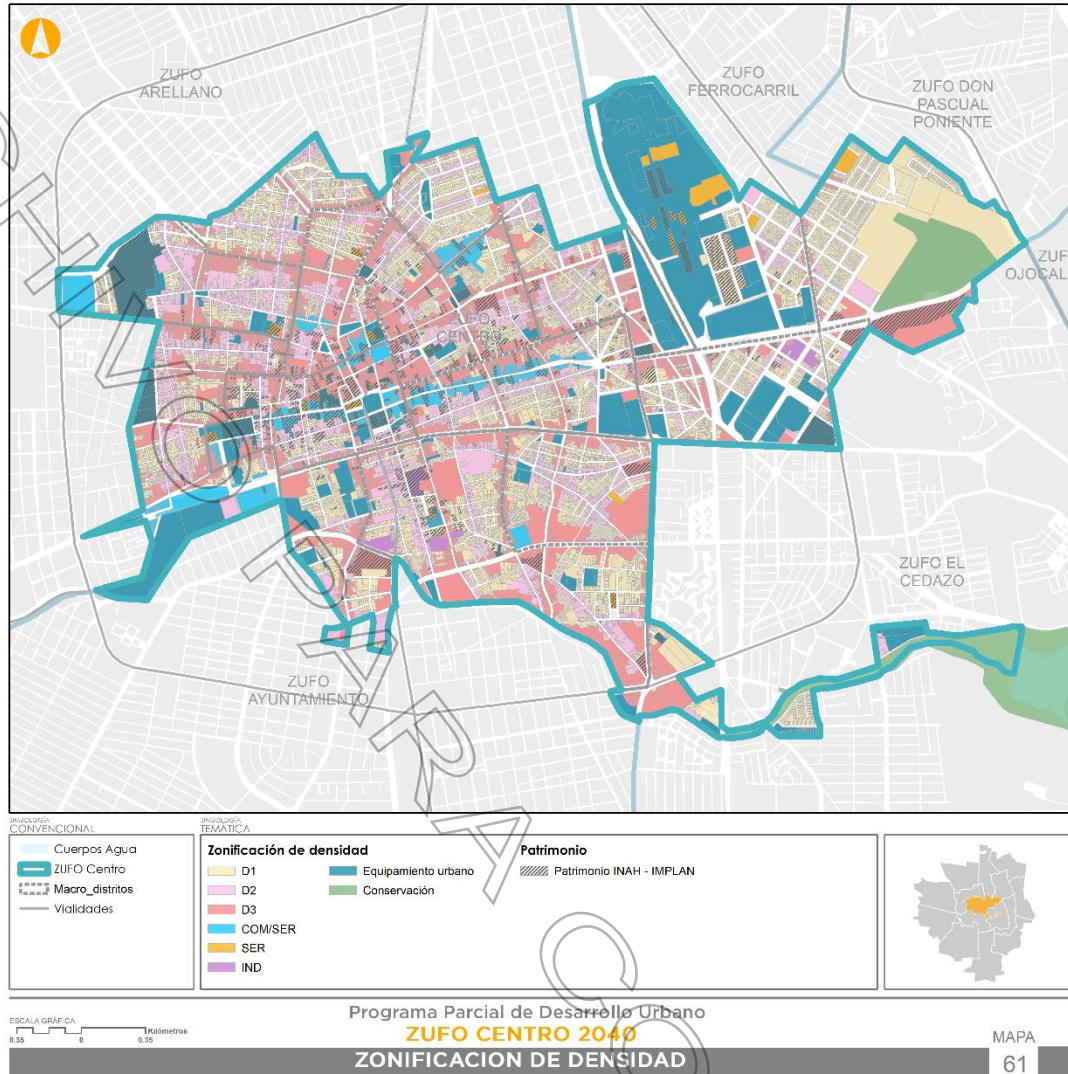 ZUFO
ARELLANO
ZUFO
FERROCARRIL
ZUFO DON
PASCUAL
PONIENTE
ZUF
OJOCAL
ZUFO EL
CEDAZO
ZUFO
AYUNTAMIENTO
SIMBOLOGÍA
CONVENCIONAL
Cuerpos Agua
ZUFO Centro
Macro_distritos
Vialidades
SIMBOLOGÍA
TEMÁTICA
Zonificación de densidad
D1
D2
D3
COM/SER
SER
IND
Equipamiento urbano
Conservación
Patrimonio
Patrimonio INAH - IMPLAN
ESCALA GRÁFICA
0.35 0 0.35
Kilómetros
Programa Parcial de Desarrollo Urbano
ZUFO CENTRO 2040
ZONIFICACION DE DENSIDAD
MAPA
61